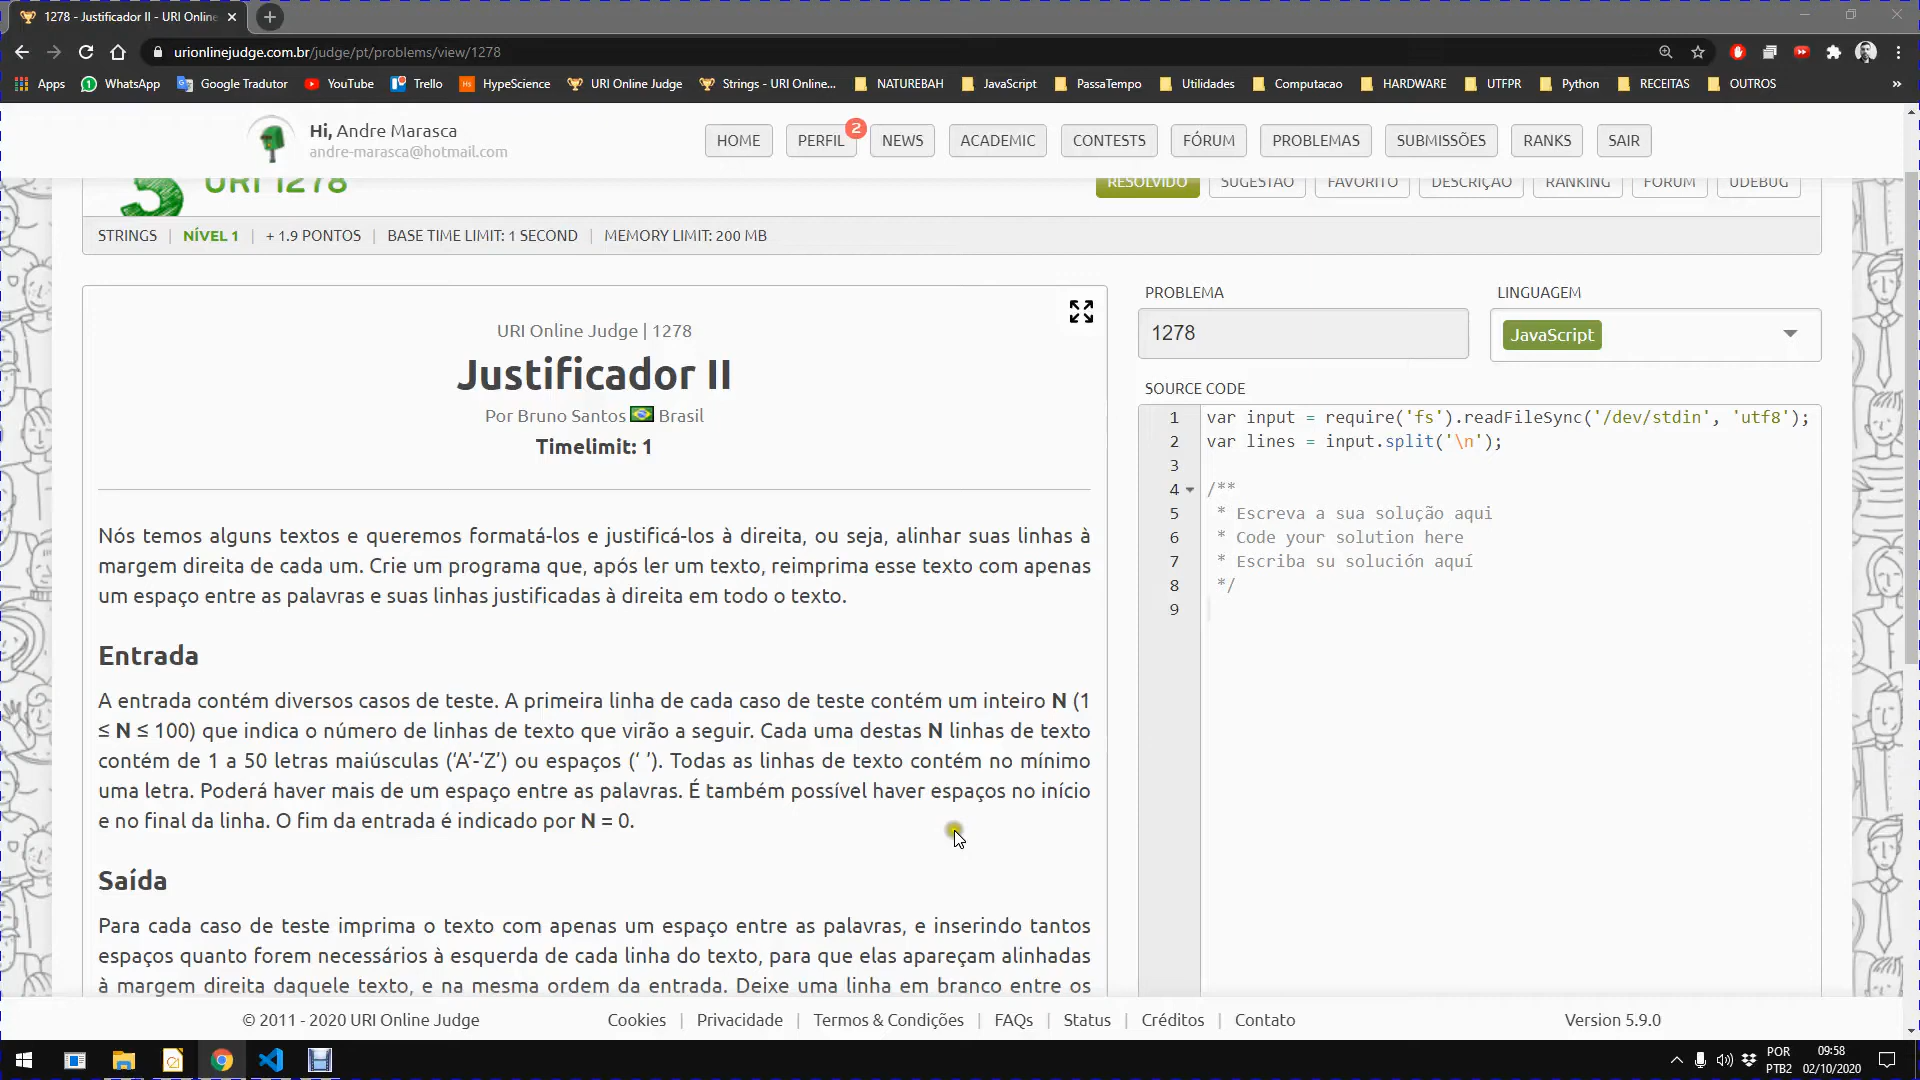 1278 - Justificador II - URI Online
urionlinejudge.com.br/judge/pt/problems/view/1278
Apps WhatsApp Google Tradutor YouTube Trello HypeScience URI Online Judge Strings - URI Online... NATUREBAH JavaScript PassaTempo Utilidades Computacao HARDWARE UTFPR Python RECEITAS OUTROS »
Hi, Andre Marasca
andre-marasca@hotmail.com
HOME PERFIL 2 NEWS ACADEMIC CONTESTS FÓRUM PROBLEMAS SUBMISSÕES RANKS SAIR
URI 1278
RESOLVIDO SUGESTÃO FAVORITO DESCRIÇÃO RANKING FÓRUM UDEBUG
STRINGS | NÍVEL 1 | + 1.9 PONTOS | BASE TIME LIMIT: 1 SECOND | MEMORY LIMIT: 200 MB
URI Online Judge | 1278
Justificador II
Por Bruno Santos Brasil
Timelimit: 1
Nós temos alguns textos e queremos formatá-los e justificá-los à direita, ou seja, alinhar suas linhas à
margem direita de cada um. Crie um programa que, após ler um texto, reimprima esse texto com apenas
um espaço entre as palavras e suas linhas justificadas à direita em todo o texto.
Entrada
A entrada contém diversos casos de teste. A primeira linha de cada caso de teste contém um inteiro N (1
≤ N ≤ 100) que indica o número de linhas de texto que virão a seguir. Cada uma destas N linhas de texto
contém de 1 a 50 letras maiúsculas (‘A’-‘Z’) ou espaços (‘ ’). Todas as linhas de texto contém no mínimo
uma letra. Poderá haver mais de um espaço entre as palavras. É também possível haver espaços no início
e no final da linha. O fim da entrada é indicado por N = 0.
Saída
Para cada caso de teste imprima o texto com apenas um espaço entre as palavras, e inserindo tantos
espaços quanto forem necessários à esquerda de cada linha do texto, para que elas apareçam alinhadas
à margem direita daquele texto, e na mesma ordem da entrada. Deixe uma linha em branco entre os
PROBLEMA
1278
LINGUAGEM
JavaScript
SOURCE CODE
1 var input = require('fs').readFileSync('/dev/stdin', 'utf8');
2 var lines = input.split('\n');
3
4 /**
5 * Escreva a sua solução aqui
6 * Code your solution here
7 * Escriba su solución aquí
8 */
9
© 2011 - 2020 URI Online Judge
Cookies | Privacidade | Termos & Condições | FAQs | Status | Créditos | Contato
Version 5.9.0
POR
PTB2
09:58
02/10/2020